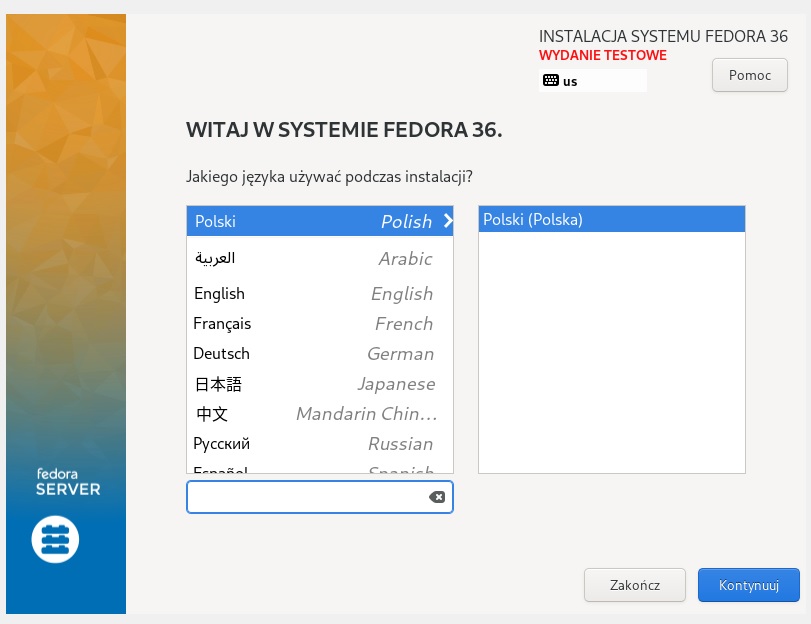 INSTALACJA SYSTEMU FEDORA 36
WYDANIE TESTOWE
us
Pomoc
WITAJ W SYSTEMIE FEDORA 36.
Jakiego języka używać podczas instalacji?
Polski Polish
Polski (Polska)
العربية Arabic
English English
Français French
Deutsch German
日本語 Japanese
中文 Mandarin Chin...
Русский Russian
Español Spanish
fedora
SERVER
Zakończ
Kontynuuj